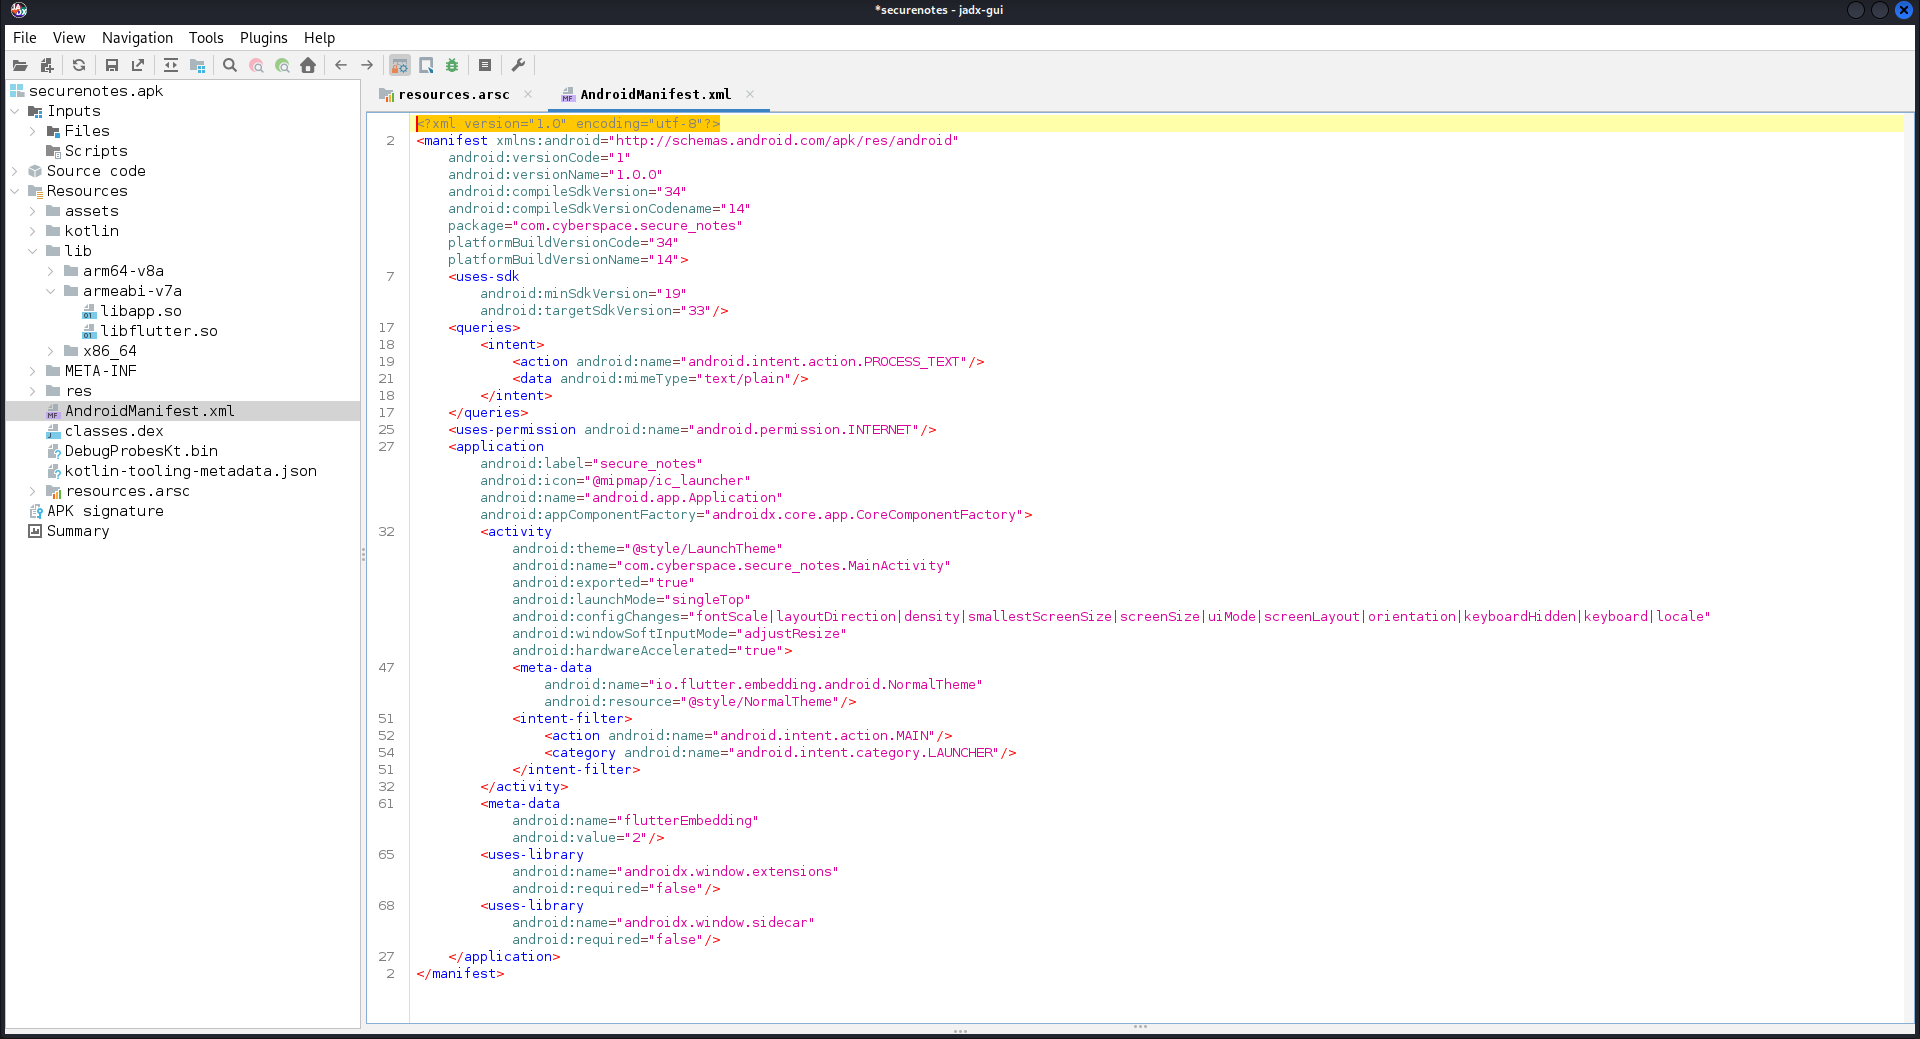 *securenotes - jadx-gui
File View Navigation Tools Plugins Help
securenotes.apk
Inputs
Files
Scripts
Source code
Resources
assets
kotlin
lib
arm64-v8a
armeabi-v7a
libapp.so
libflutter.so
x86_64
META-INF
res
AndroidManifest.xml
classes.dex
DebugProbesKt.bin
kotlin-tooling-metadata.json
resources.arsc
APK signature
Summary
resources.arsc
AndroidManifest.xml
<?xml version="1.0" encoding="utf-8"?>
2 <manifest xmlns:android="http://schemas.android.com/apk/res/android"
android:versionCode="1"
android:versionName="1.0.0"
android:compileSdkVersion="34"
android:compileSdkVersionCodename="14"
package="com.cyberspace.secure_notes"
platformBuildVersionCode="34"
platformBuildVersionName="14">
7 <uses-sdk
android:minSdkVersion="19"
android:targetSdkVersion="33"/>
17 <queries>
18 <intent>
19 <action android:name="android.intent.action.PROCESS_TEXT"/>
21 <data android:mimeType="text/plain"/>
18 </intent>
17 </queries>
25 <uses-permission android:name="android.permission.INTERNET"/>
27 <application
android:label="secure_notes"
android:icon="@mipmap/ic_launcher"
android:name="android.app.Application"
android:appComponentFactory="androidx.core.app.CoreComponentFactory">
32 <activity
android:theme="@style/LaunchTheme"
android:name="com.cyberspace.secure_notes.MainActivity"
android:exported="true"
android:launchMode="singleTop"
android:configChanges="fontScale|layoutDirection|density|smallestScreenSize|screenSize|uiMode|screenLayout|orientation|keyboardHidden|keyboard|locale"
android:windowSoftInputMode="adjustResize"
android:hardwareAccelerated="true">
47 <meta-data
android:name="io.flutter.embedding.android.NormalTheme"
android:resource="@style/NormalTheme"/>
51 <intent-filter>
52 <action android:name="android.intent.action.MAIN"/>
54 <category android:name="android.intent.category.LAUNCHER"/>
51 </intent-filter>
32 </activity>
61 <meta-data
android:name="flutterEmbedding"
android:value="2"/>
65 <uses-library
android:name="androidx.window.extensions"
android:required="false"/>
68 <uses-library
android:name="androidx.window.sidecar"
android:required="false"/>
27 </application>
2 </manifest>